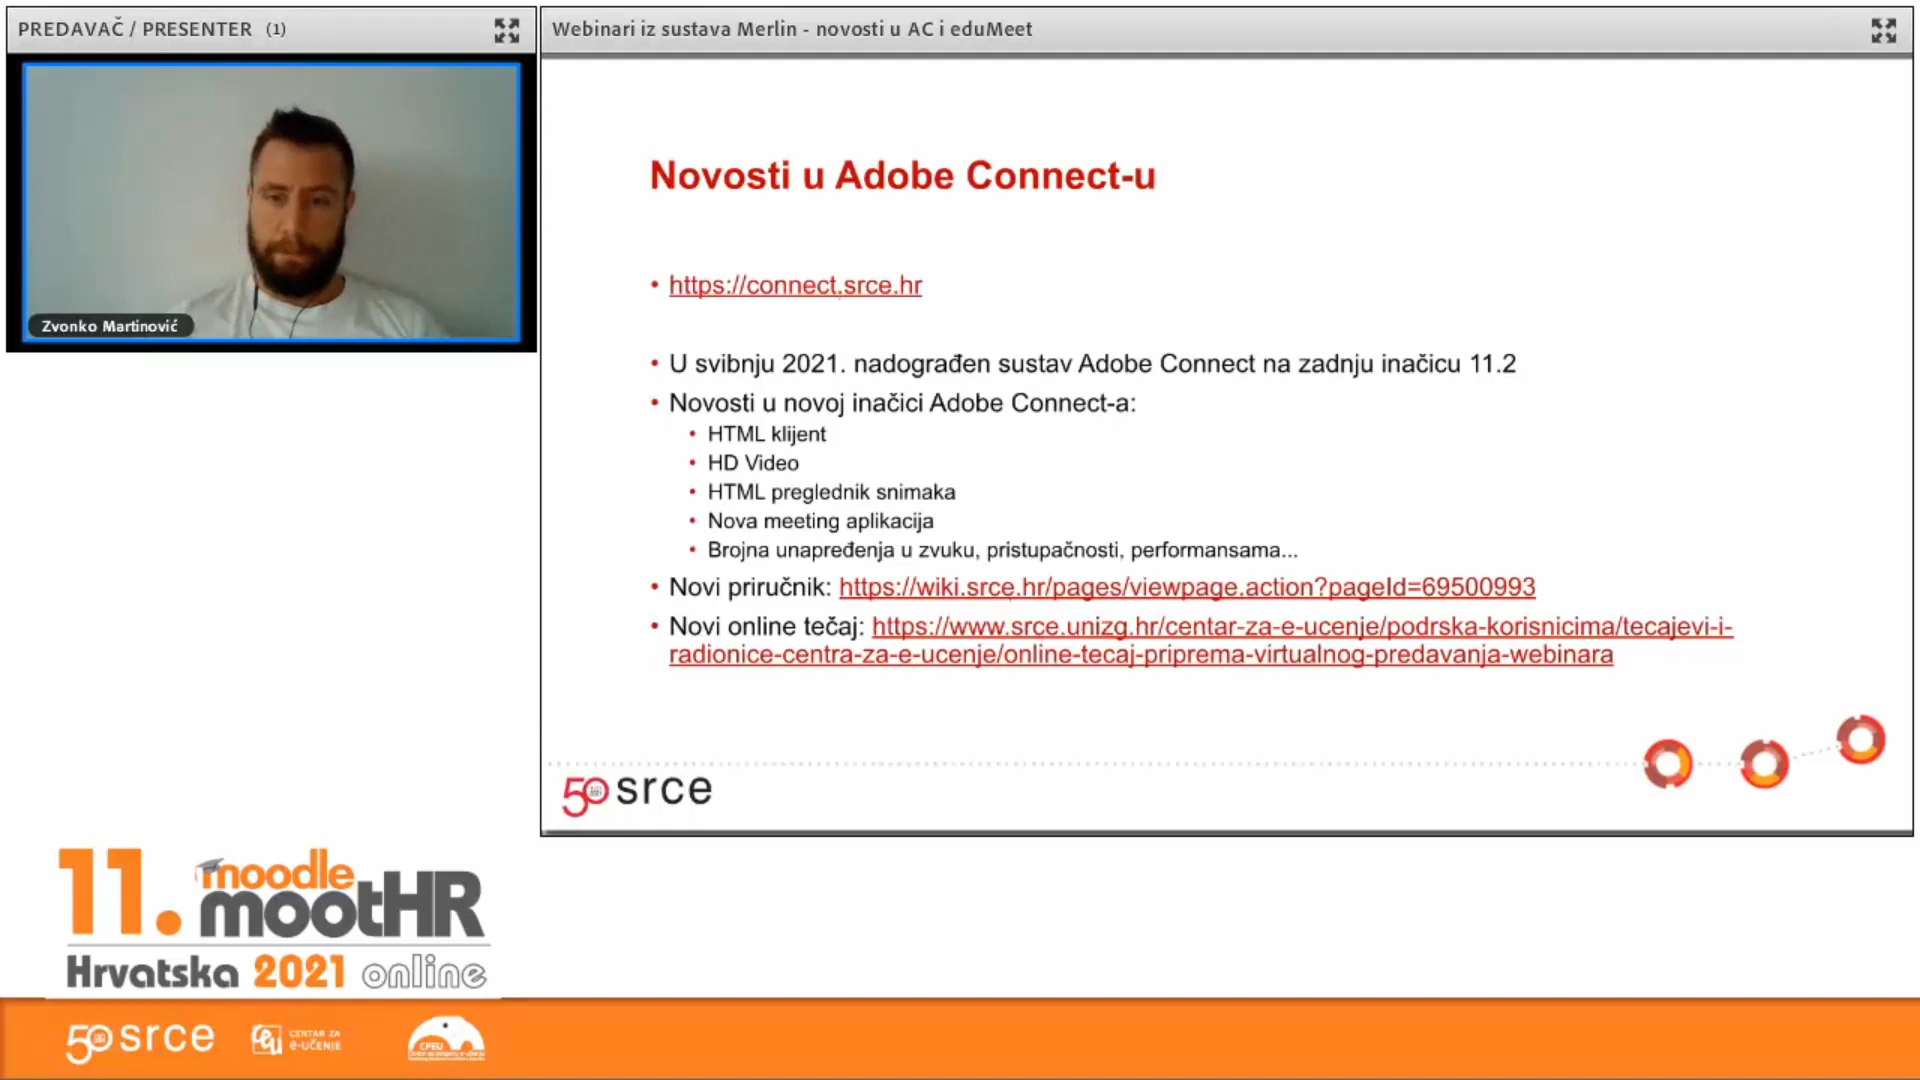 PREDAVAČ / PRESENTER (1)
Zvonko Martinović
Webinari iz sustava Merlin - novosti u AC i eduMeet
Novosti u Adobe Connect-u
• https://connect.srce.hr
• U svibnju 2021. nadograđen sustav Adobe Connect na zadnju inačicu 11.2
• Novosti u novoj inačici Adobe Connect-a:
• HTML klijent
• HD Video
• HTML preglednik snimaka
• Nova meeting aplikacija
• Brojna unapređenja u zvuku, pristupačnosti, performansama...
• Novi priručnik: https://wiki.srce.hr/pages/viewpage.action?pageId=69500993
• Novi online tečaj: https://www.srce.unizg.hr/centar-za-e-ucenje/podrska-korisnicima/tecajevi-i-
radionice-centra-za-e-ucenje/online-tecaj-priprema-virtualnog-predavanja-webinara
50 srce
11. moodle
mootHR
Hrvatska 2021 online
50 srce
CENTAR ZA
e-UČENJE
CPEU